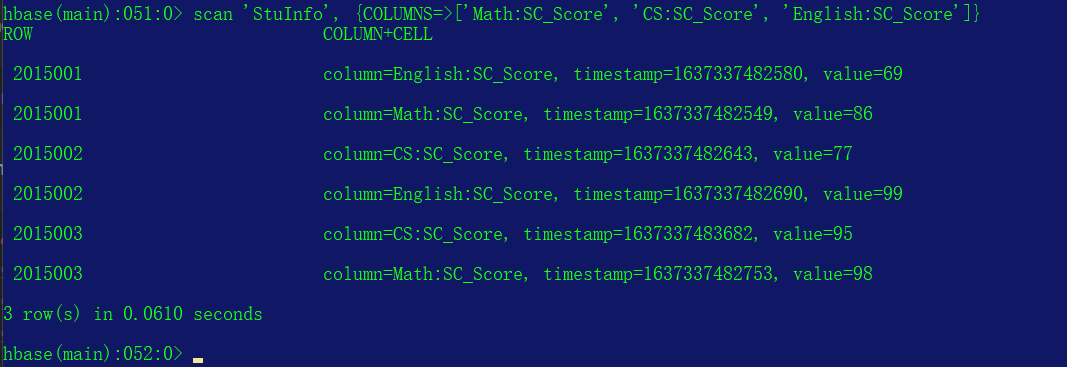 hbase(main):051:0> scan 'StuInfo', {COLUMNS=>['Math:SC_Score', 'CS:SC_Score', 'English:SC_Score']}
ROW COLUMN+CELL
2015001 column=English:SC_Score, timestamp=1637337482580, value=69
2015001 column=Math:SC_Score, timestamp=1637337482549, value=86
2015002 column=CS:SC_Score, timestamp=1637337482643, value=77
2015002 column=English:SC_Score, timestamp=1637337482690, value=99
2015003 column=CS:SC_Score, timestamp=1637337483682, value=95
2015003 column=Math:SC_Score, timestamp=1637337482753, value=98
3 row(s) in 0.0610 seconds
hbase(main):052:0>